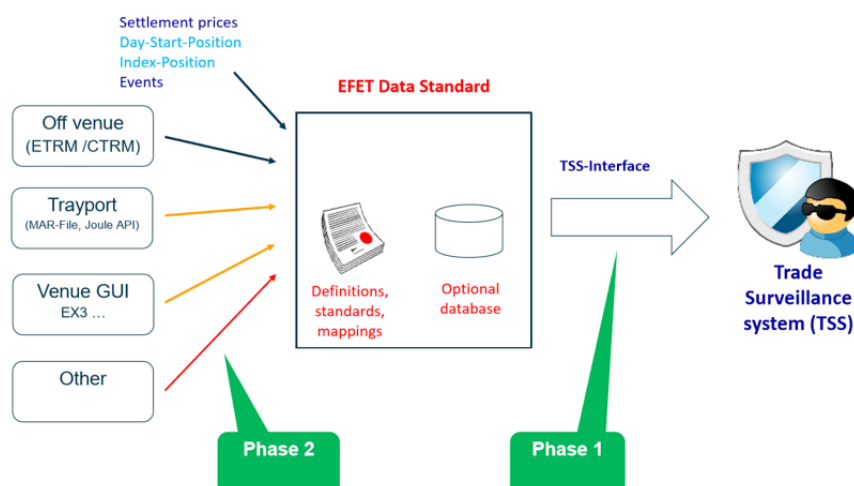 Settlement prices
Day-Start-Position
Index-Position
Events
EFET Data Standard
Off venue
(ETRM /CTRM)
TSS-Interface
Trayport
(MAR-File, Joule API)
Venue GUI
EX3 ...
Definitions,
standards,
mappings
Optional
database
Trade
Surveillance
system (TSS)
Other
Phase 2
Phase 1